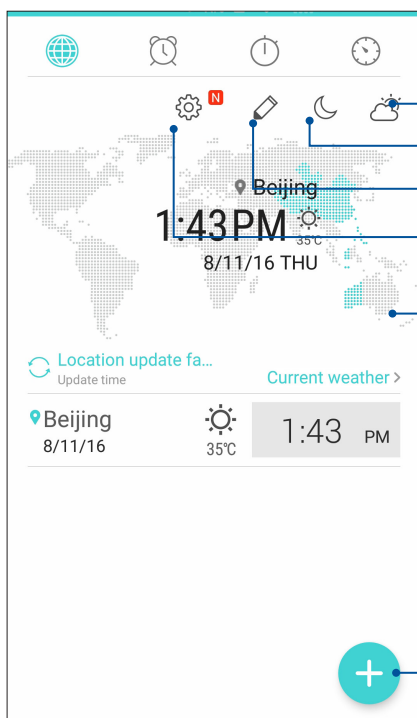 N
Beijing
1:43PM
35℃
8/11/16 THU
Location update fa...
Update time
Current weather >
Beijing
8/11/16
35℃
1:43 PM